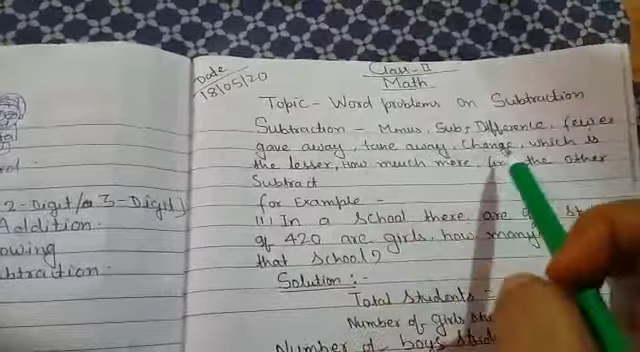 Date
18/05/20
Class-II
Math
Topic - Word problems on Subtraction
Subtraction - Minus, Sub, Difference, fewer
gave away, take away, Change, which is
the lesser, How much more, the other
Subtract
for Example -
In a School there are
of 420 are girls. how many
that School?
Solution :-
Total Students -
Number of Girls
Number of boys
2-Digit/ 3-Digit]
Addition.
owing
btraction.